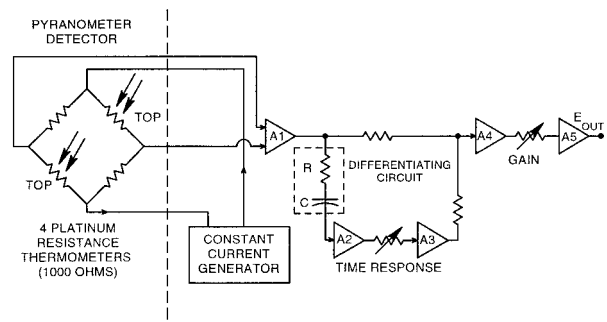 PYRANOMETER
DETECTOR
TOP
TOP
4 PLATINUM
RESISTANCE
THERMOMETERS
(1000 OHMS)
CONSTANT
CURRENT
GENERATOR
A1
R
C
DIFFERENTIATING
CIRCUIT
A2
A3
TIME RESPONSE
A4
GAIN
A5
E OUT